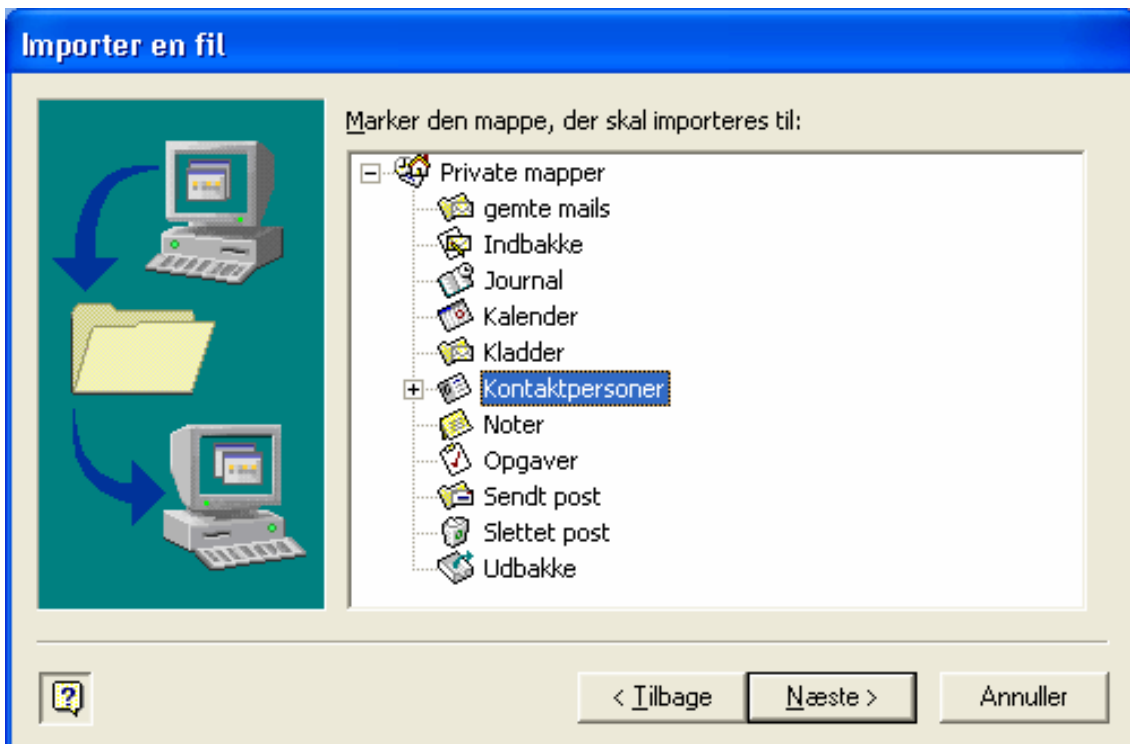 Importer en fil
Marker den mappe, der skal importeres til:
Private mapper
gemte mails
Indbakke
Journal
Kalender
Kladder
Kontaktpersoner
Noter
Opgaver
Sendt post
Slettet post
Udbakke
< Tilbage
Næste >
Annuller